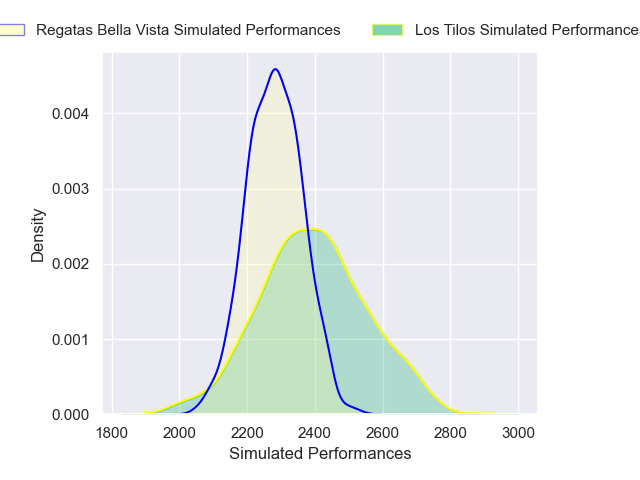 Regatas Bella Vista Simulated Performances
Los Tilos Simulated Performances
0.004
0.003
0.002
0.001
0.000
Density
1800 2000 2200 2400 2600 2800 3000
Simulated Performances